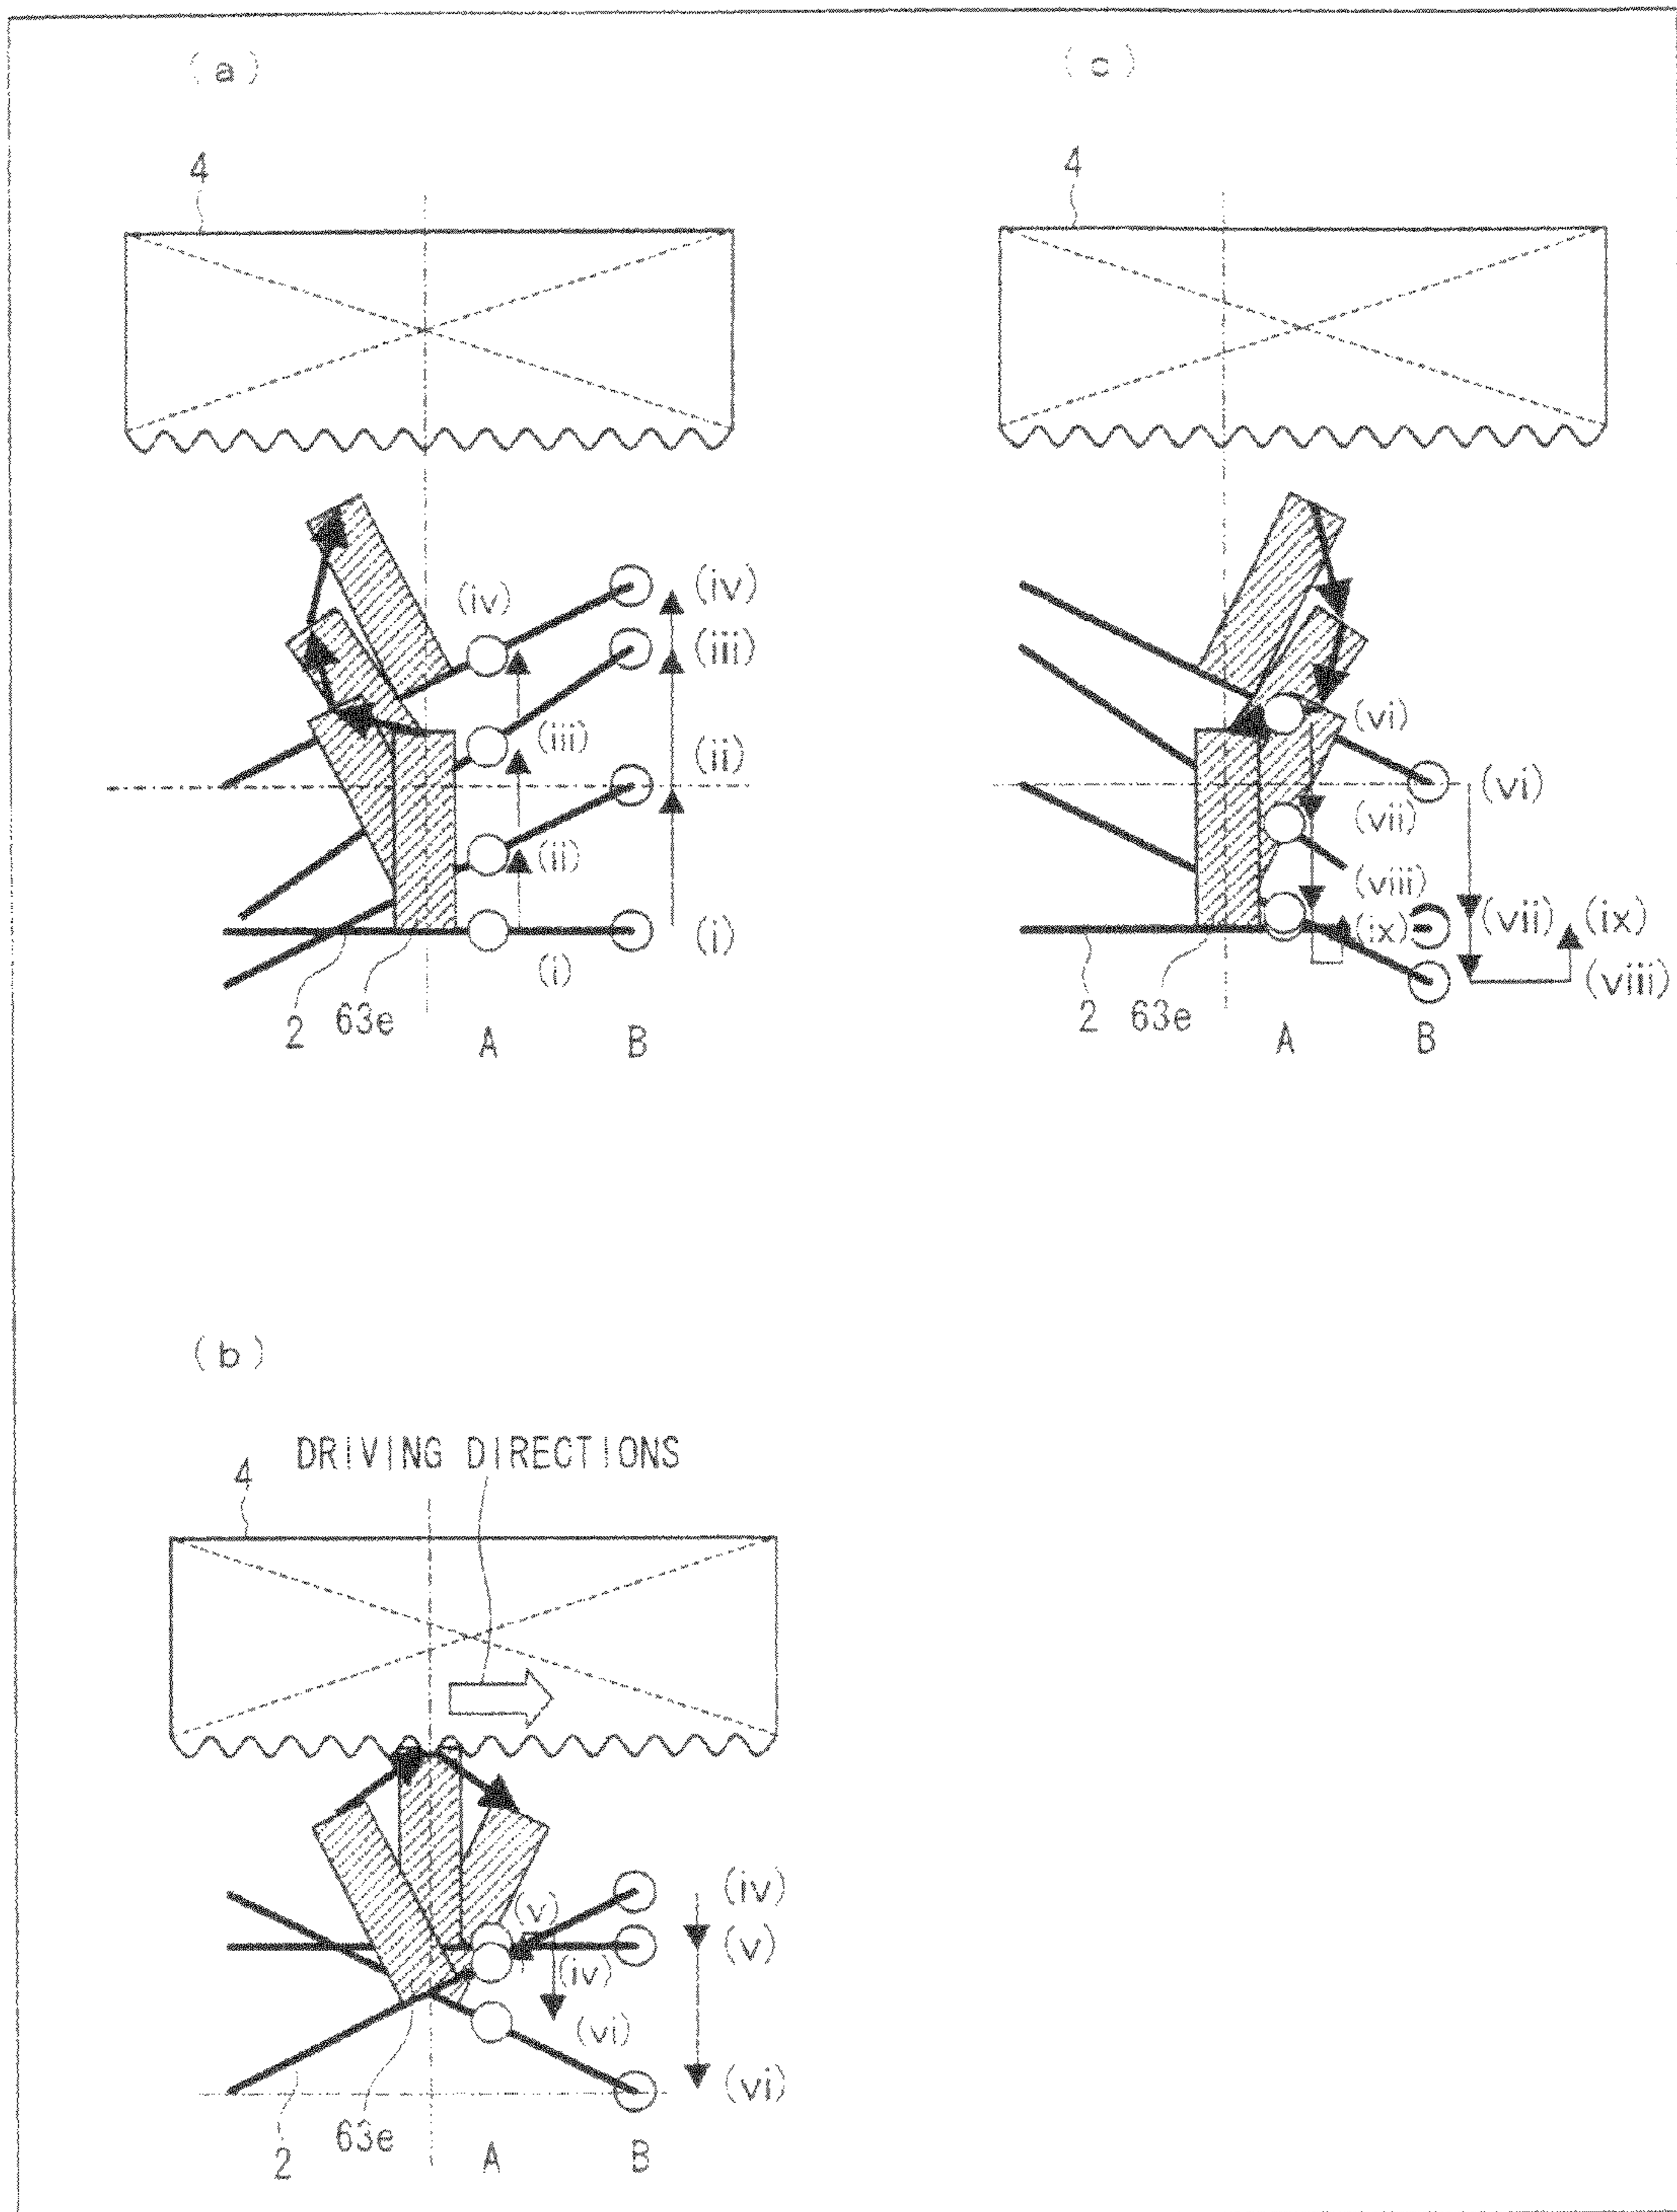 (a)
4
(iv)
(iv)
(iii)
(iii)
(ii)
(ii)
(i)
(i)
2
63e
A
B
(c)
4
(vi)
(vi)
(vii)
(viii)
(ix)
(vii)
(ix)
(viii)
2
63e
A
B
(b)
DRIVING DIRECTIONS
4
(iv)
(v)
(v)
(iv)
(vi)
(vi)
63e
2
A
B